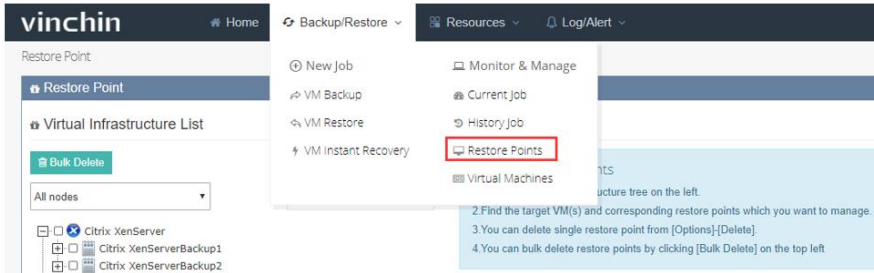 vinchin Home Backup/Restore Resources Log/Alert
Restore Point
New Job Monitor & Manage
Restore Point
VM Backup Current Job
Virtual Infrastructure List
VM Restore History Job
VM Instant Recovery Restore Points
Bulk Delete
Virtual Machines
All nodes
ucture tree on the left.
2.Find the target VM(s) and corresponding restore points which you want to manage.
3.You can delete single restore point from [Options]-[Delete].
4.You can bulk delete restore points by clicking [Bulk Delete] on the top left
Citrix XenServer
Citrix XenServerBackup1
Citrix XenServerBackup2